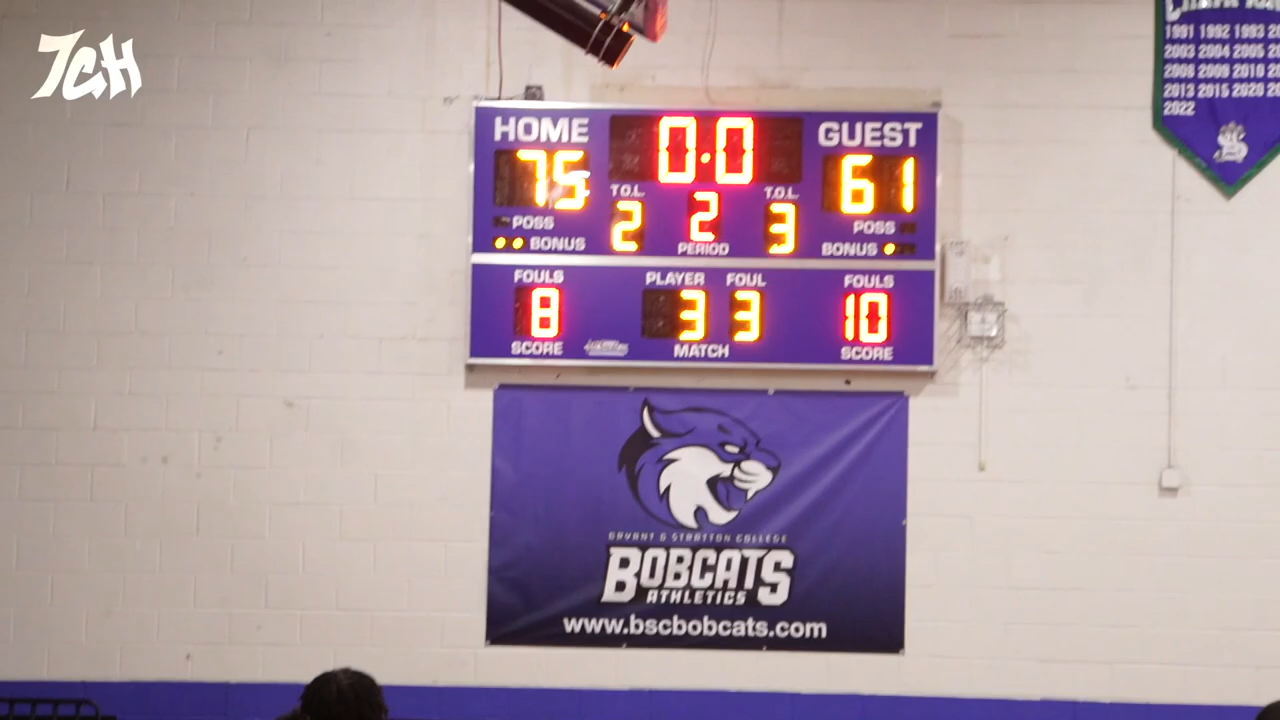 7GH
HOME
0.0
GUEST
75
61
T.O.L.
T.O.L.
2
2
3
POSS
POSS
BONUS
PERIOD
BONUS
FOULS
PLAYER
FOUL
FOULS
8
3
3
10
SCORE
MATCH
SCORE
BRYANT & STRATTON COLLEGE
BOBCATS
ATHLETICS
www.bscbobcats.com
1991 1992 1993
2003 2004 2005
2008 2009 2010
2013 2015 2020
2022